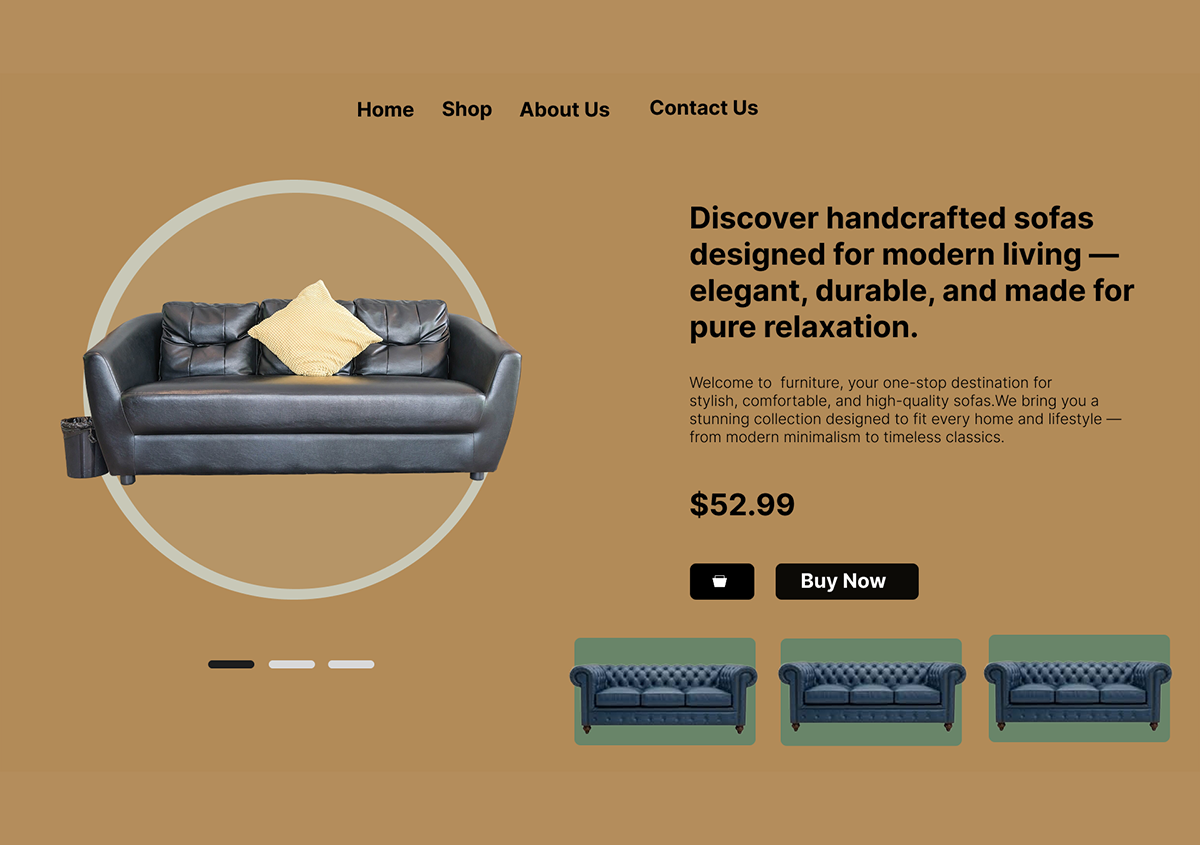 Home Shop About Us Contact Us
Discover handcrafted sofas
designed for modern living —
elegant, durable, and made for
pure relaxation.
Welcome to  furniture, your one-stop destination for
stylish, comfortable, and high-quality sofas.We bring you a
stunning collection designed to fit every home and lifestyle —
from modern minimalism to timeless classics.
$52.99
Buy Now